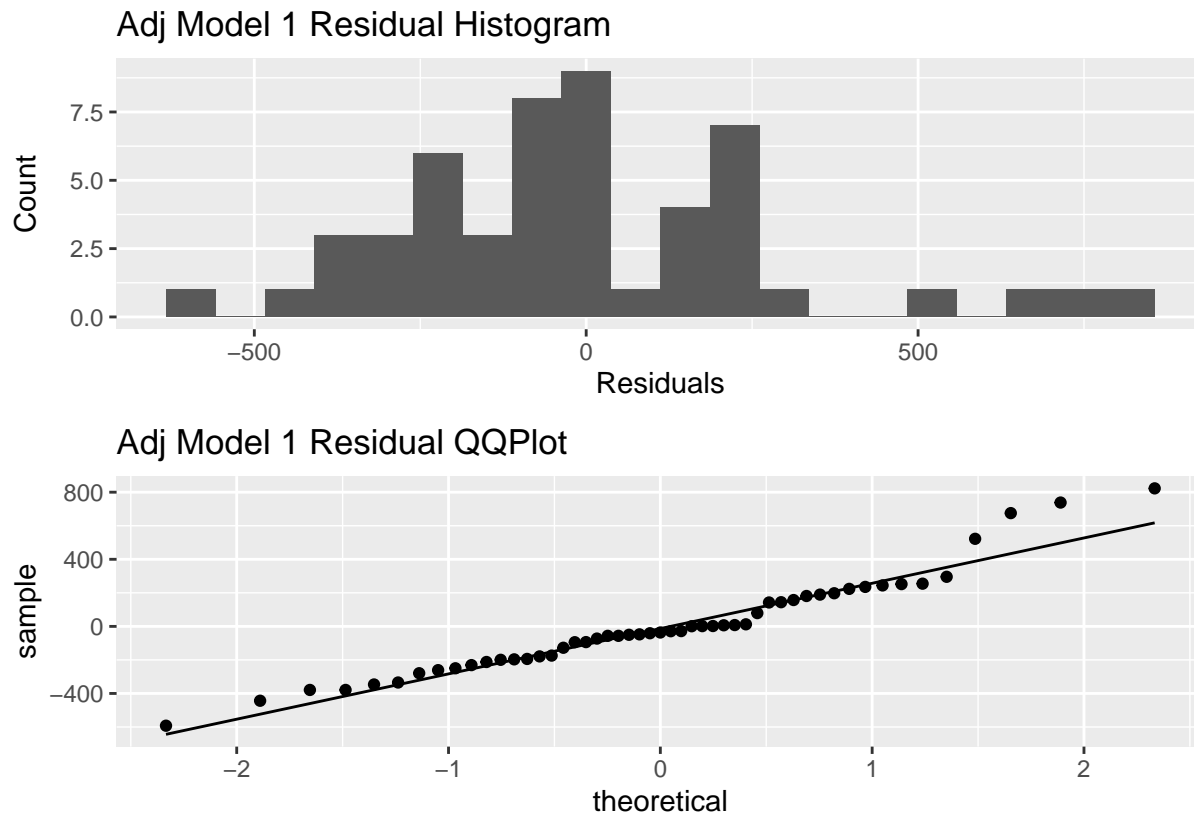 Adj Model 1 Residual Histogram
Count
7.5
5.0
2.5
0.0
−500 0 500
Residuals
Adj Model 1 Residual QQPlot
sample
800
400
0
−400
−2 −1 0 1 2
theoretical